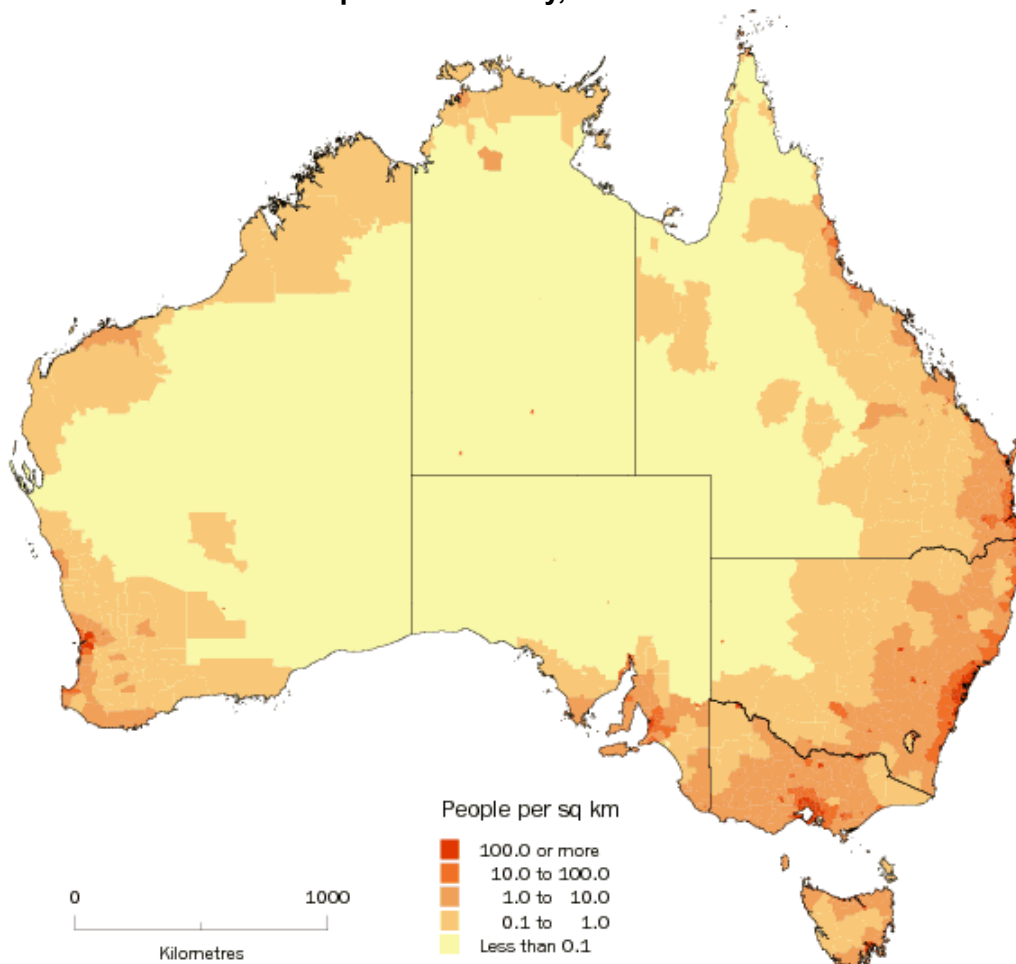 People per sq km
100.0 or more
10.0 to 100.0
1.0 to 10.0
0.1 to 1.0
Less than 0.1
0 1000
Kilometres